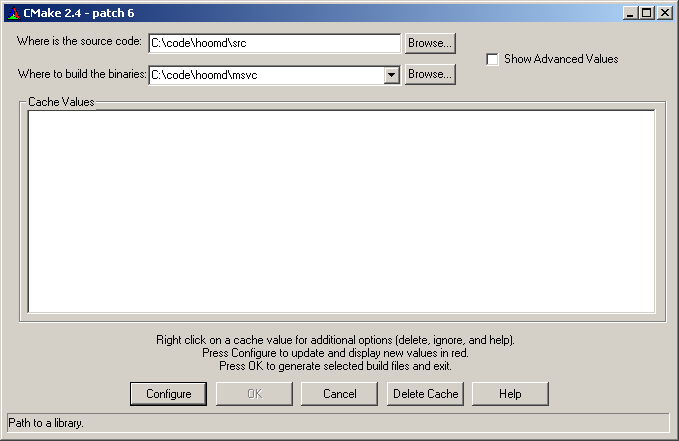 CMake 2.4 - patch 6
Where is the source code: C:\code\hoomd\src Browse...
Show Advanced Values
Where to build the binaries: C:\code\hoomd\msvc Browse...
Cache Values
Right click on a cache value for additional options (delete, ignore, and help).
Press Configure to update and display new values in red.
Press OK to generate selected build files and exit.
Configure OK Cancel Delete Cache Help
Path to a library.